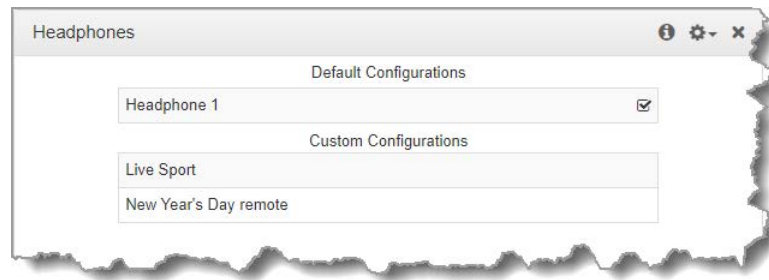 Headphones
Default Configurations
Headphone 1
Custom Configurations
Live Sport
New Year's Day remote